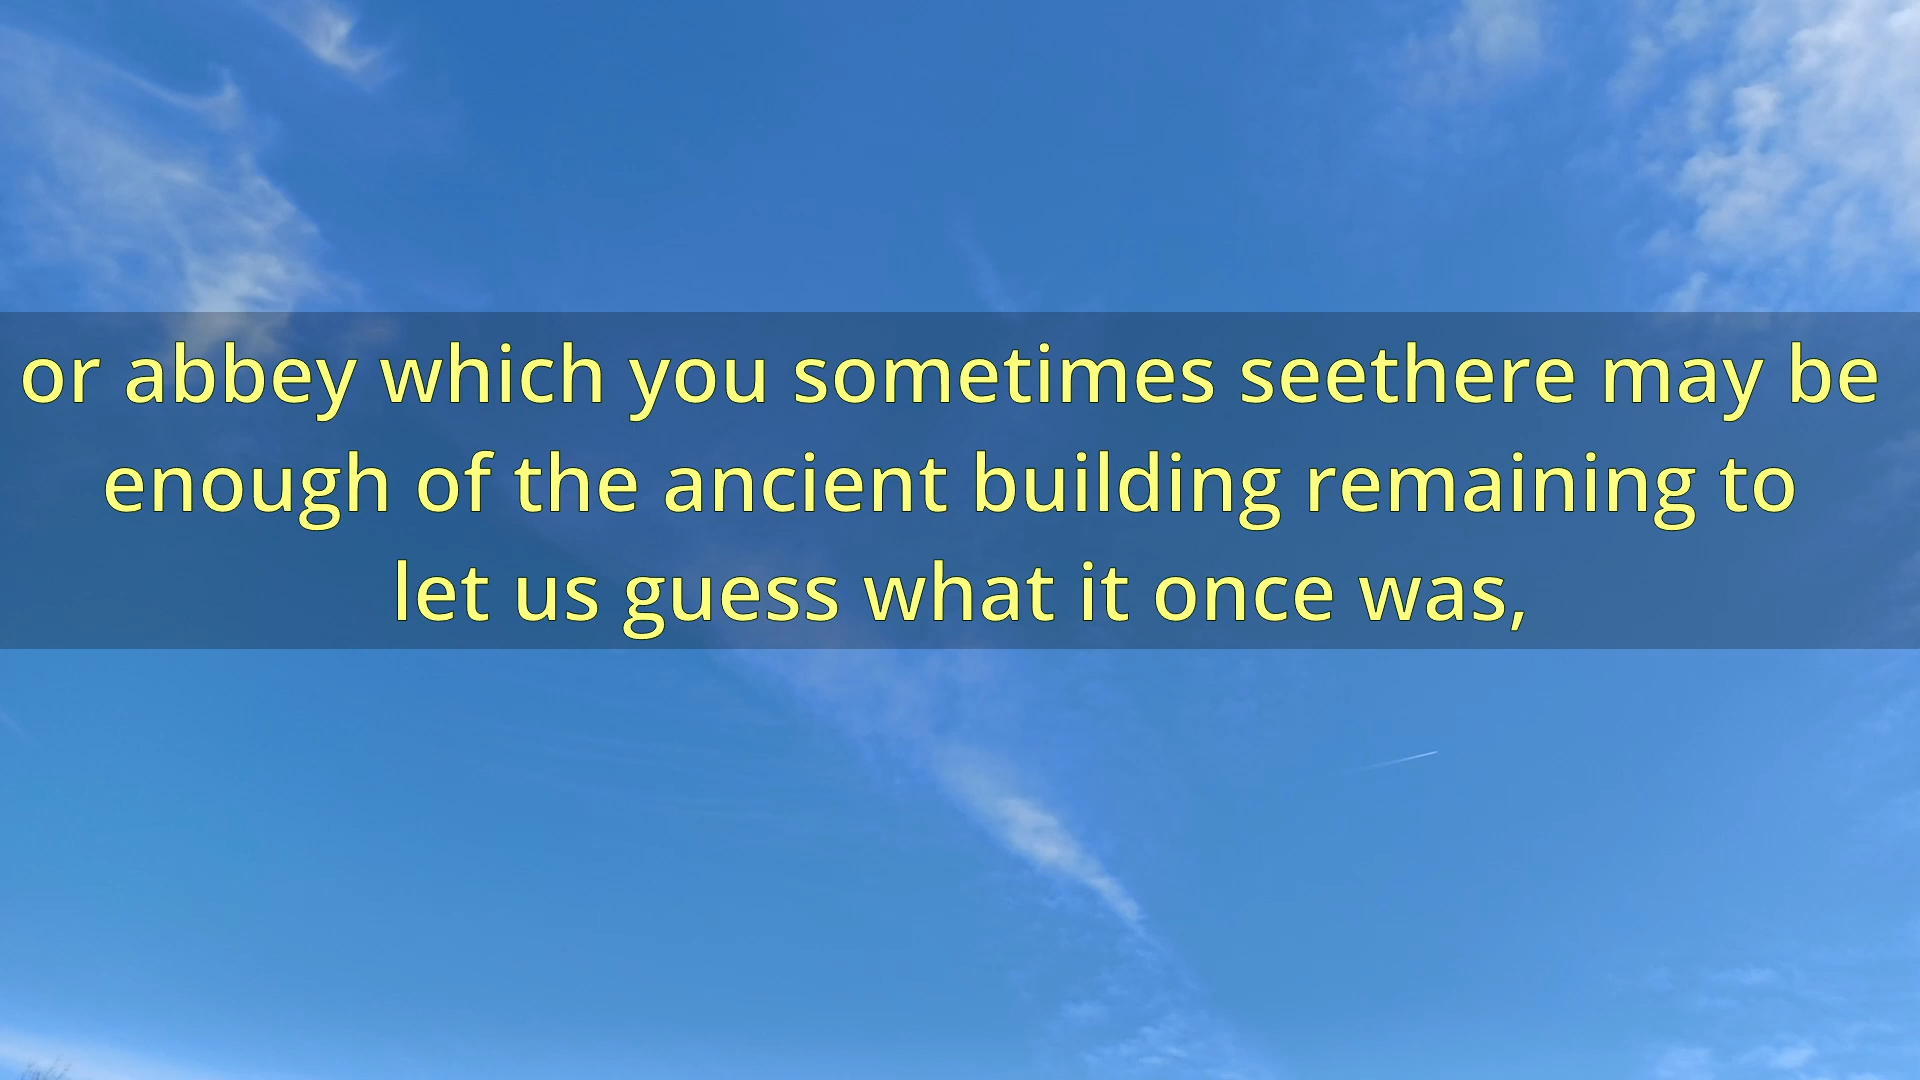 or abbey which you sometimes seethere may be
enough of the ancient building remaining to
let us guess what it once was,